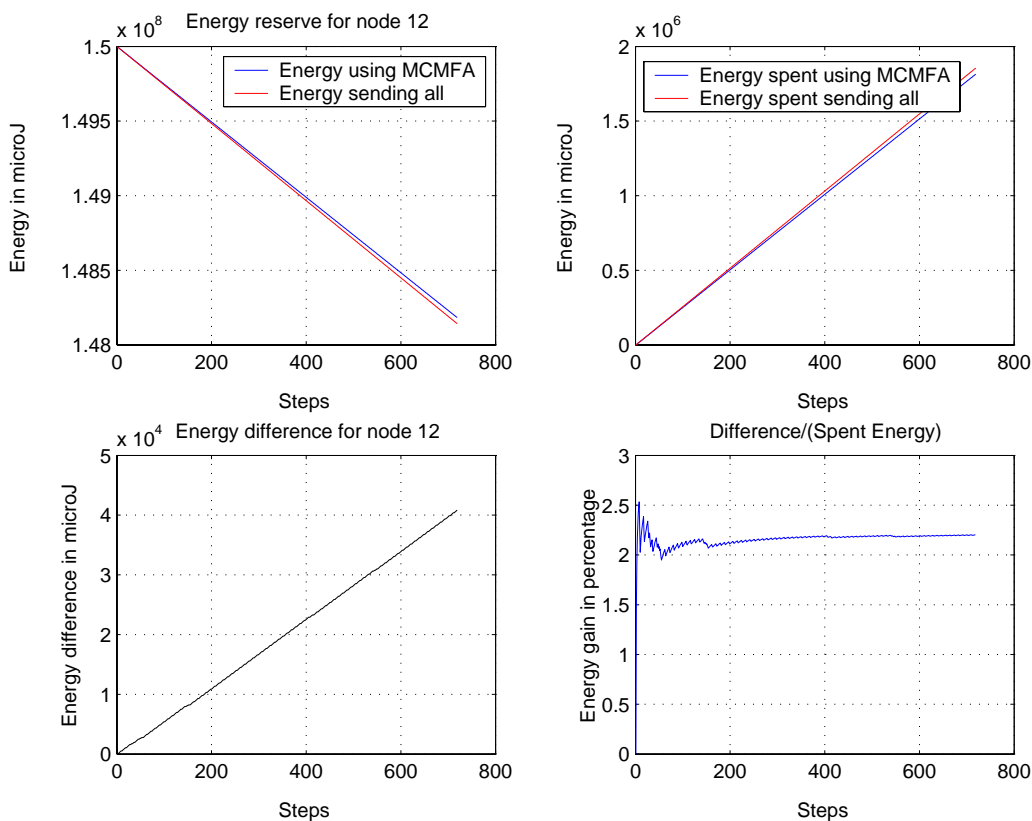 x 10^8
Energy reserve for node 12
1.5
1.495
1.49
1.485
1.48
0
200
400
600
800
Energy in microJ
Steps
Energy using MCMFA
Energy sending all
x 10^6
2
1.5
1
0.5
0
0
200
400
600
800
Energy in microJ
Steps
Energy spent using MCMFA
Energy spent sending all
x 10^4
Energy difference for node 12
5
4
3
2
1
0
0
200
400
600
800
Energy difference in microJ
Steps
Difference/(Spent Energy)
3
2.5
2
1.5
1
0.5
0
0
200
400
600
800
Energy gain in percentage
Steps